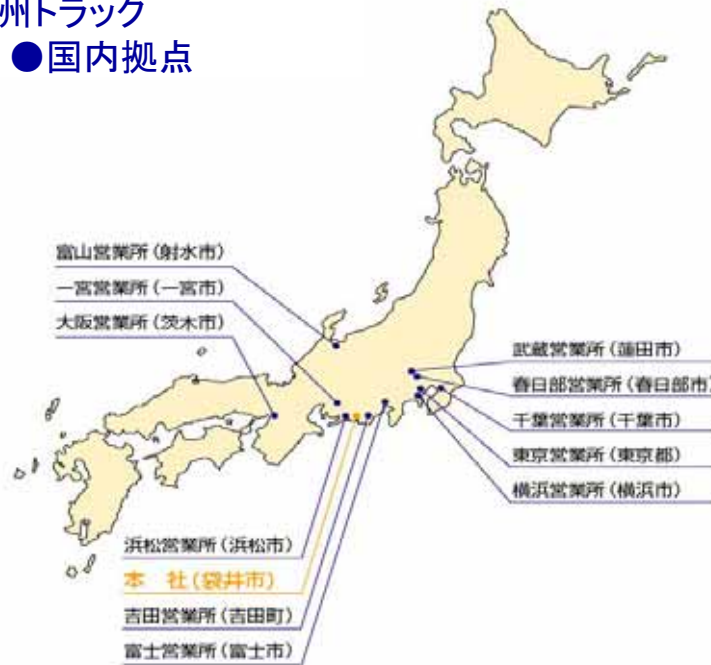 州トラック
●国内拠点
富山営業所(射水市)
一宮営業所(一宮市)
大阪営業所(茨木市)
武蔵営業所(蓮田市)
春日部営業所(春日部市)
千葉営業所(千葉市)
東京営業所(東京都)
横浜営業所(横浜市)
浜松営業所(浜松市)
本 社(袋井市)
吉田営業所(吉田町)
富士営業所(富士市)